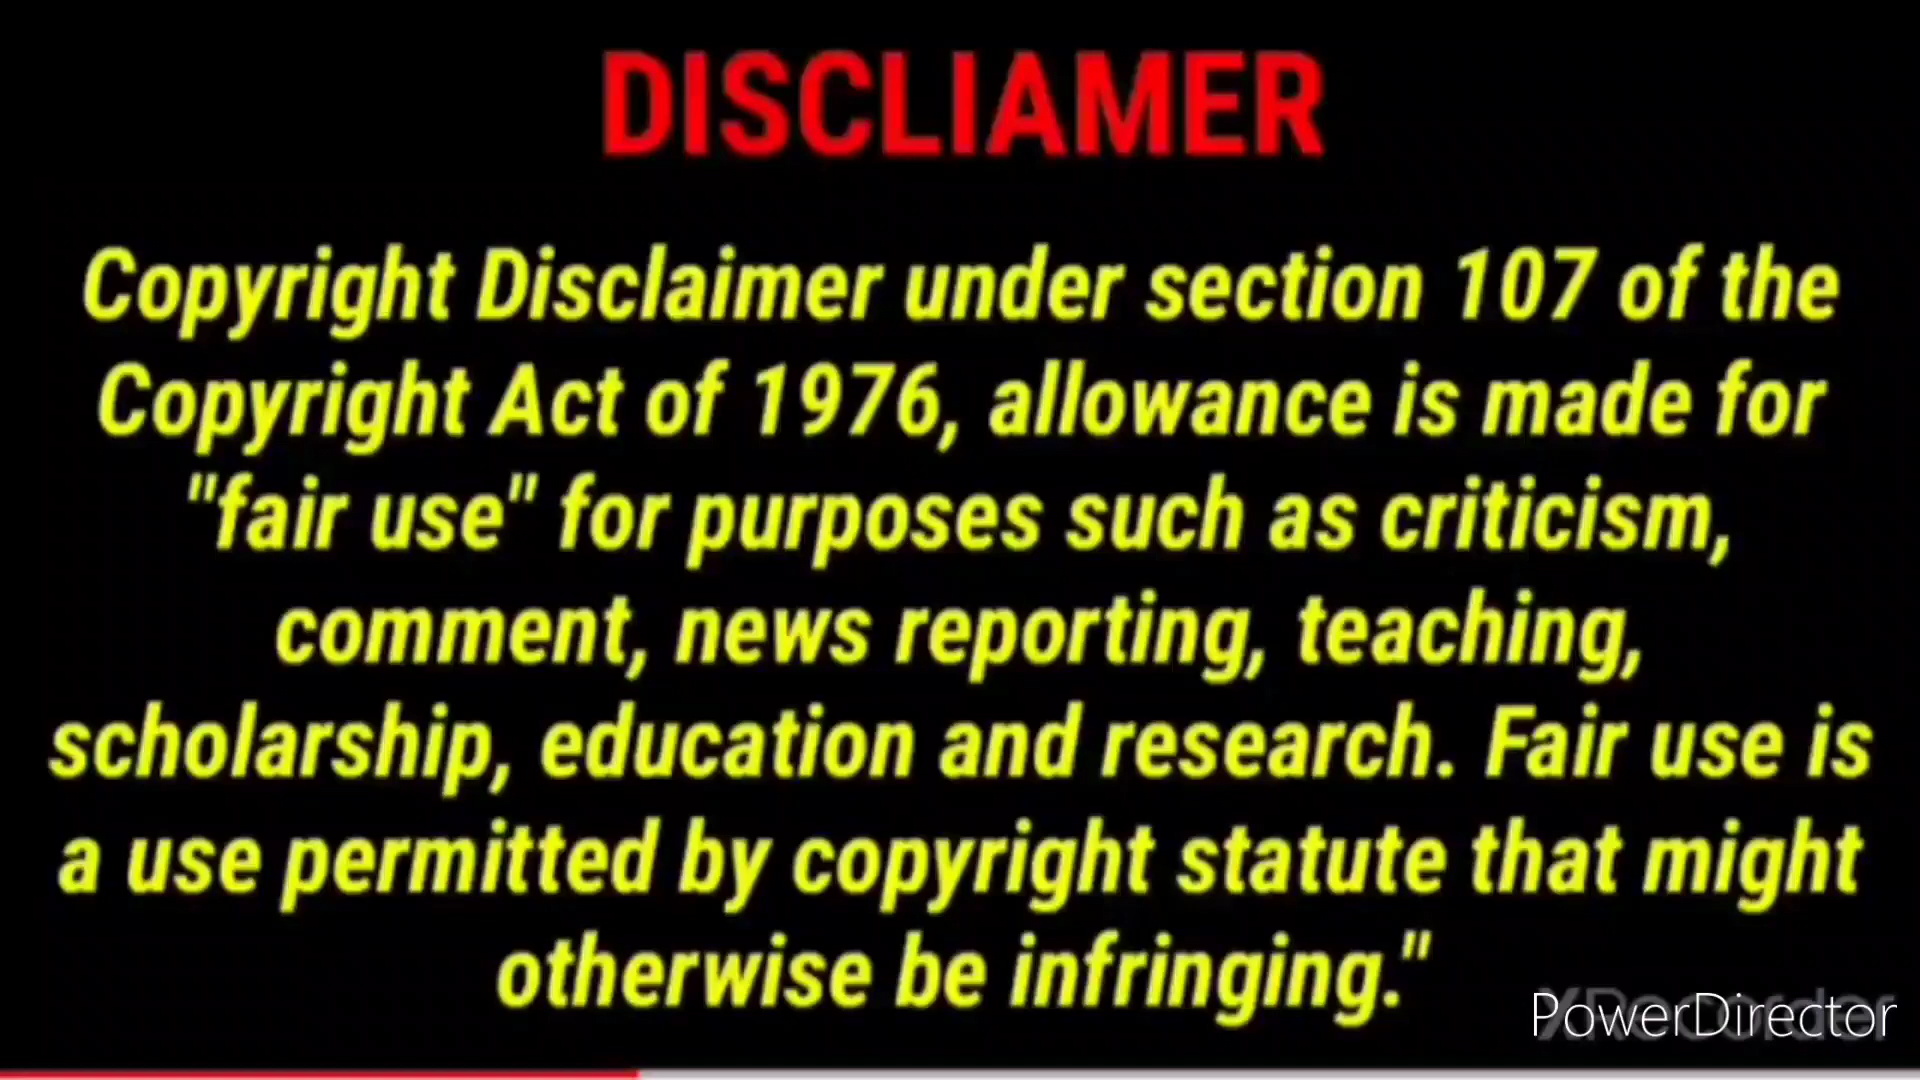 DISCLIAMER
Copyright Disclaimer under section 107 of the
Copyright Act of 1976, allowance is made for
"fair use" for purposes such as criticism,
comment, news reporting, teaching,
scholarship, education and research. Fair use is
a use permitted by copyright statute that might
otherwise be infringing."
XRecorder
PowerDirector